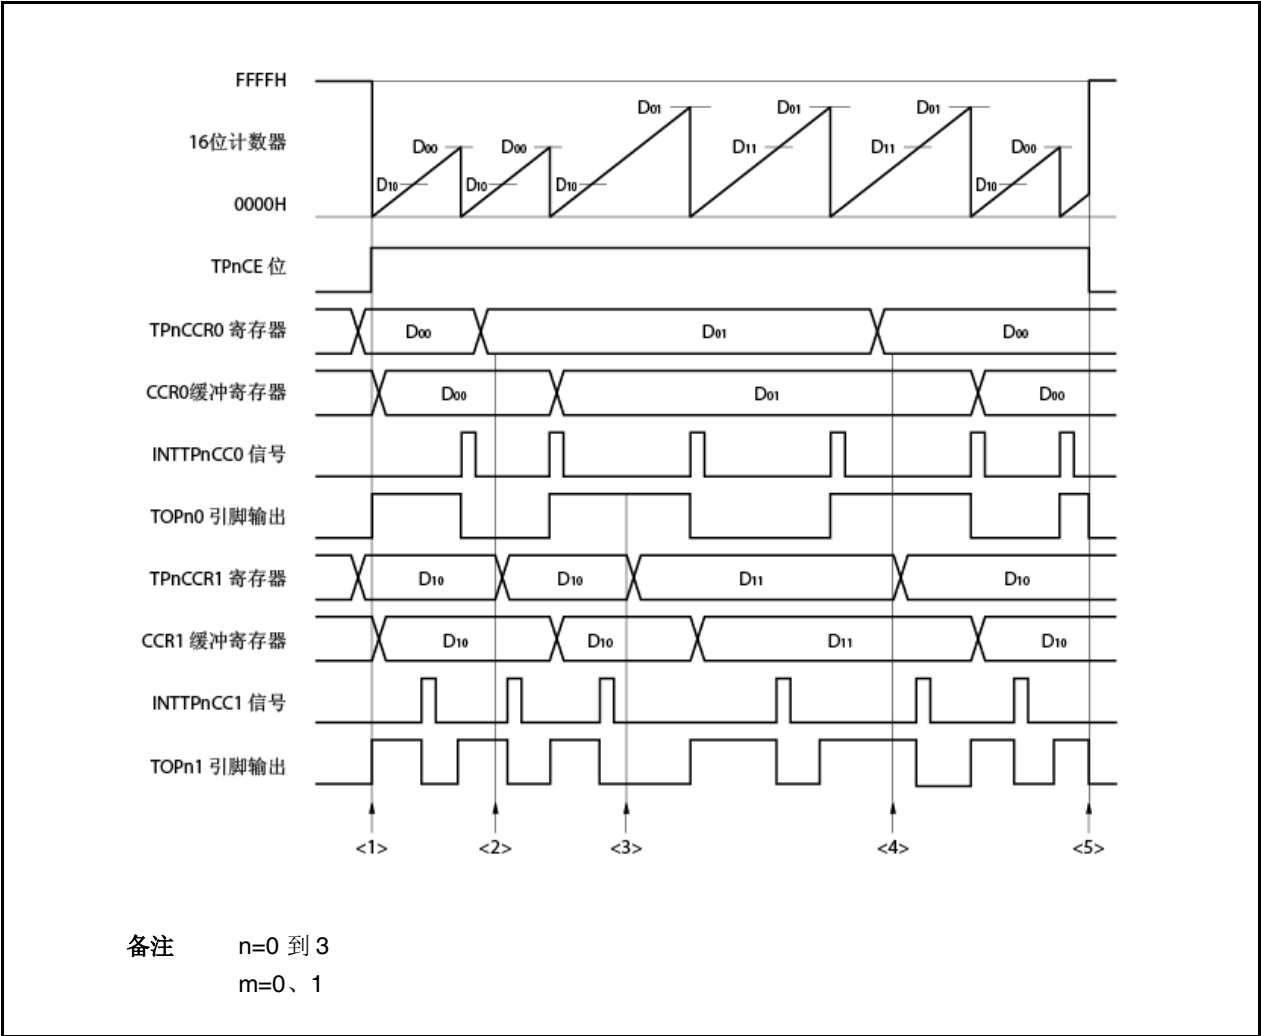 FFFFH
D01 D01 D01
16位计数器
D00 D00 D11 D11 D00
D10 D10 D10 D10
0000H
TPnCE 位
TPnCCR0 寄存器 D00 D01 D00
CCR0缓冲寄存器 D00 D01 D00
INTTPnCC0 信号
TOPn0 引脚输出
TPnCCR1 寄存器 D10 D10 D11 D10
CCR1 缓冲寄存器 D10 D10 D11 D10
INTTPnCC1 信号
TOPn1 引脚输出
<1> <2> <3> <4> <5>
备注 n=0 到 3
m=0、1